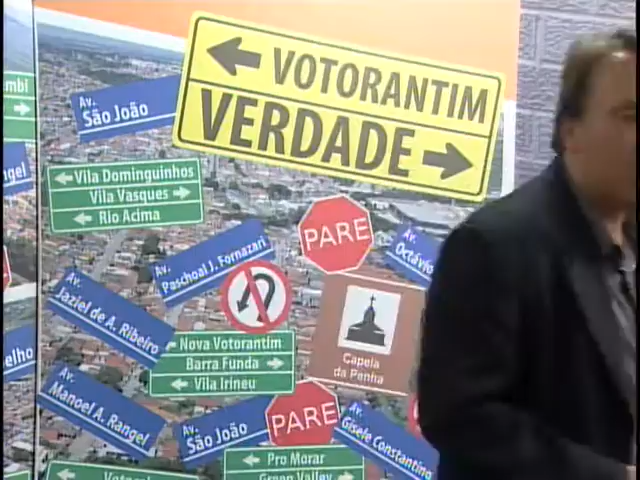 VOTORANTIM
VERDADE
Av.
São João
Vila Dominguinhos
Vila Vasques
Rio Acima
Av.
Paschoal J. Fornazari
PARE
Av.
Octávio
Av.
Jaziel de A. Ribeiro
Nova Votorantim
Barra Funda
Vila Irineu
Capela
da Penha
Av.
Manoel A. Rangel
Av.
São João
PARE
Av.
Gisele Constantino
Pro Morar
Green Valley